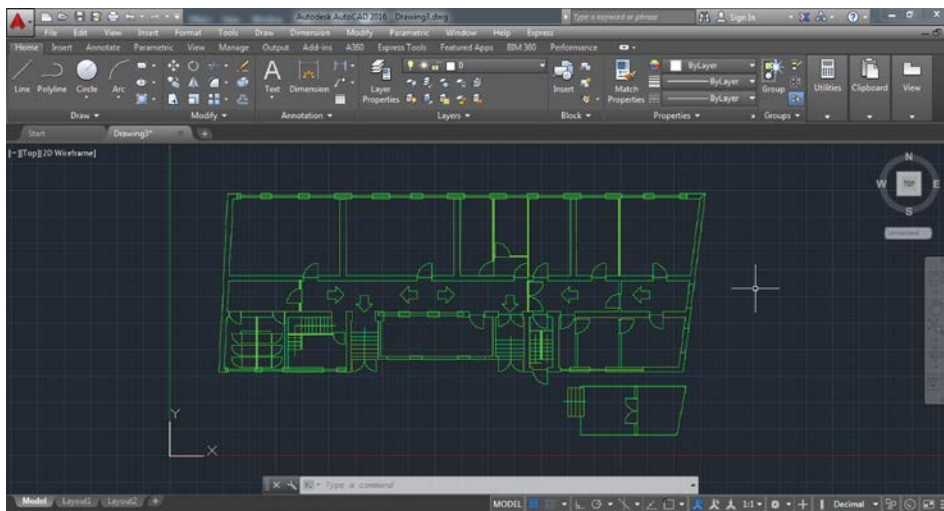 Autodesk AutoCAD 2016 Drawing3.dwg
Type a keyword or phrase
Sign In
File Edit View Insert Format Tools Draw Dimension Modify Parametric Window Help Express
Home Insert Annotate Parametric View Manage Output Add-ins A360 Express Tools Featured Apps BIM 360 Performance
0
ByLayer
ByLayer
ByLayer
Line Polyline Circle Arc
Text Dimension
Layer
Properties
Insert
Match
Properties
Group Utilities Clipboard View
Draw Modify Annotation Layers Block Properties Groups
Start Drawing3*
[−][Top][2D Wireframe]
N
W TOP E
S
Unnamed
Y
X
Type a command
Model Layout1 Layout2 +
MODEL 1:1 Decimal